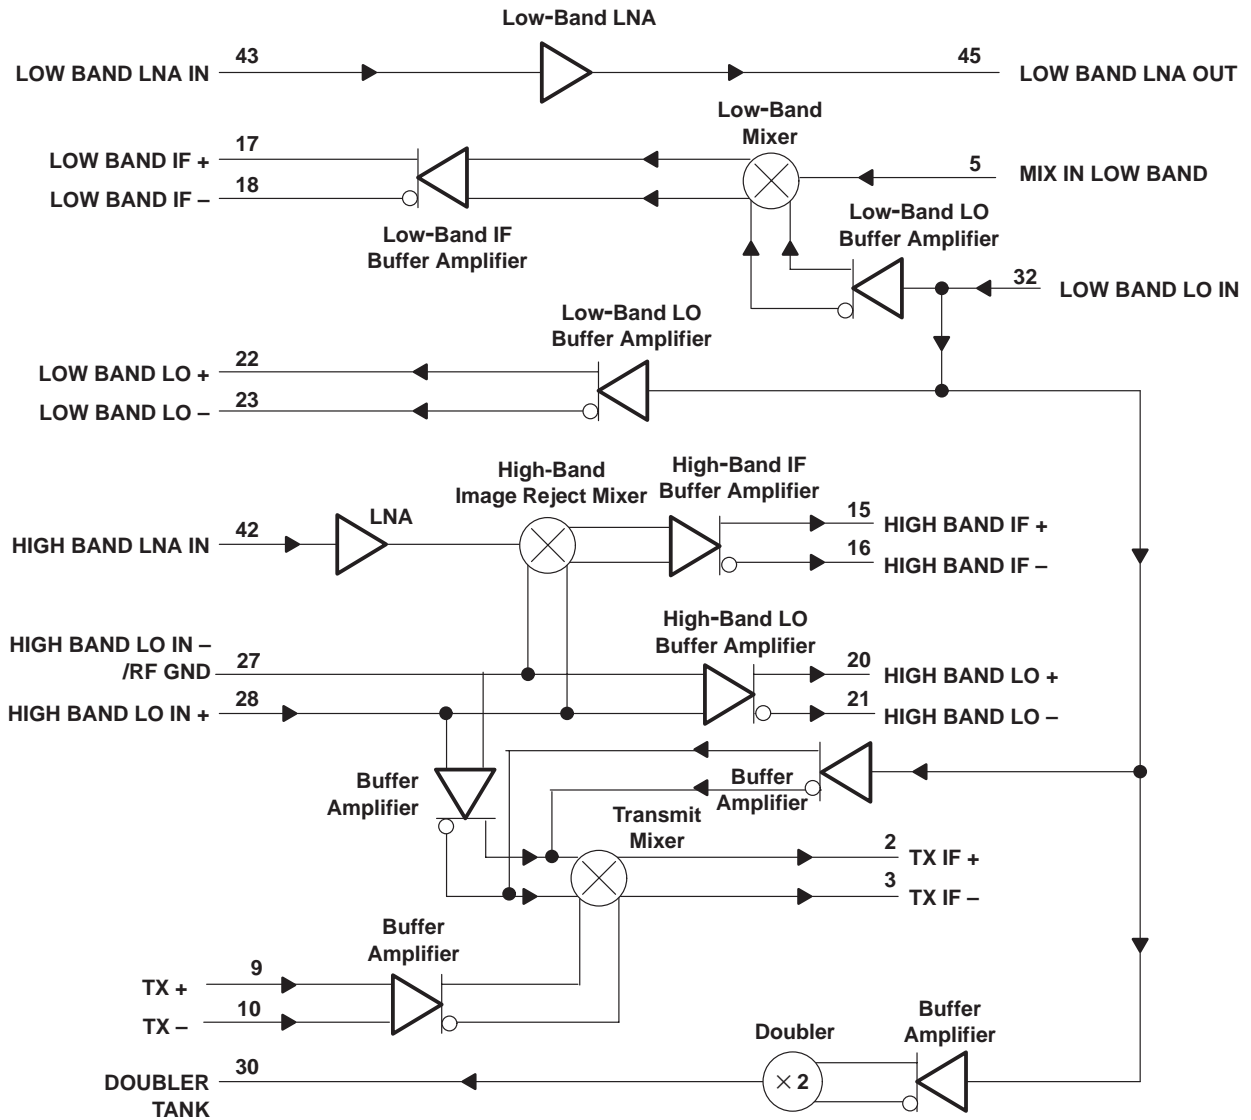 Low-Band LNA
43
45
LOW BAND LNA IN
LOW BAND LNA OUT
Low-Band
Mixer
17
LOW BAND IF +
5
MIX IN LOW BAND
18
LOW BAND IF –
Low-Band LO
Buffer Amplifier
Low-Band IF
Buffer Amplifier
32
LOW BAND LO IN
Low-Band LO
Buffer Amplifier
22
LOW BAND LO +
23
LOW BAND LO –
High-Band
Image Reject Mixer
High-Band IF
Buffer Amplifier
LNA
42
HIGH BAND LNA IN
15
HIGH BAND IF +
16
HIGH BAND IF –
High-Band LO
Buffer Amplifier
HIGH BAND LO IN –
/RF GND
27
20
HIGH BAND LO +
28
HIGH BAND LO IN +
21
HIGH BAND LO –
Buffer
Amplifier
Buffer
Amplifier
Transmit
Mixer
2
TX IF +
3
TX IF –
Buffer
Amplifier
9
TX +
10
TX –
Buffer
Amplifier
Doubler
× 2
30
DOUBLER
TANK